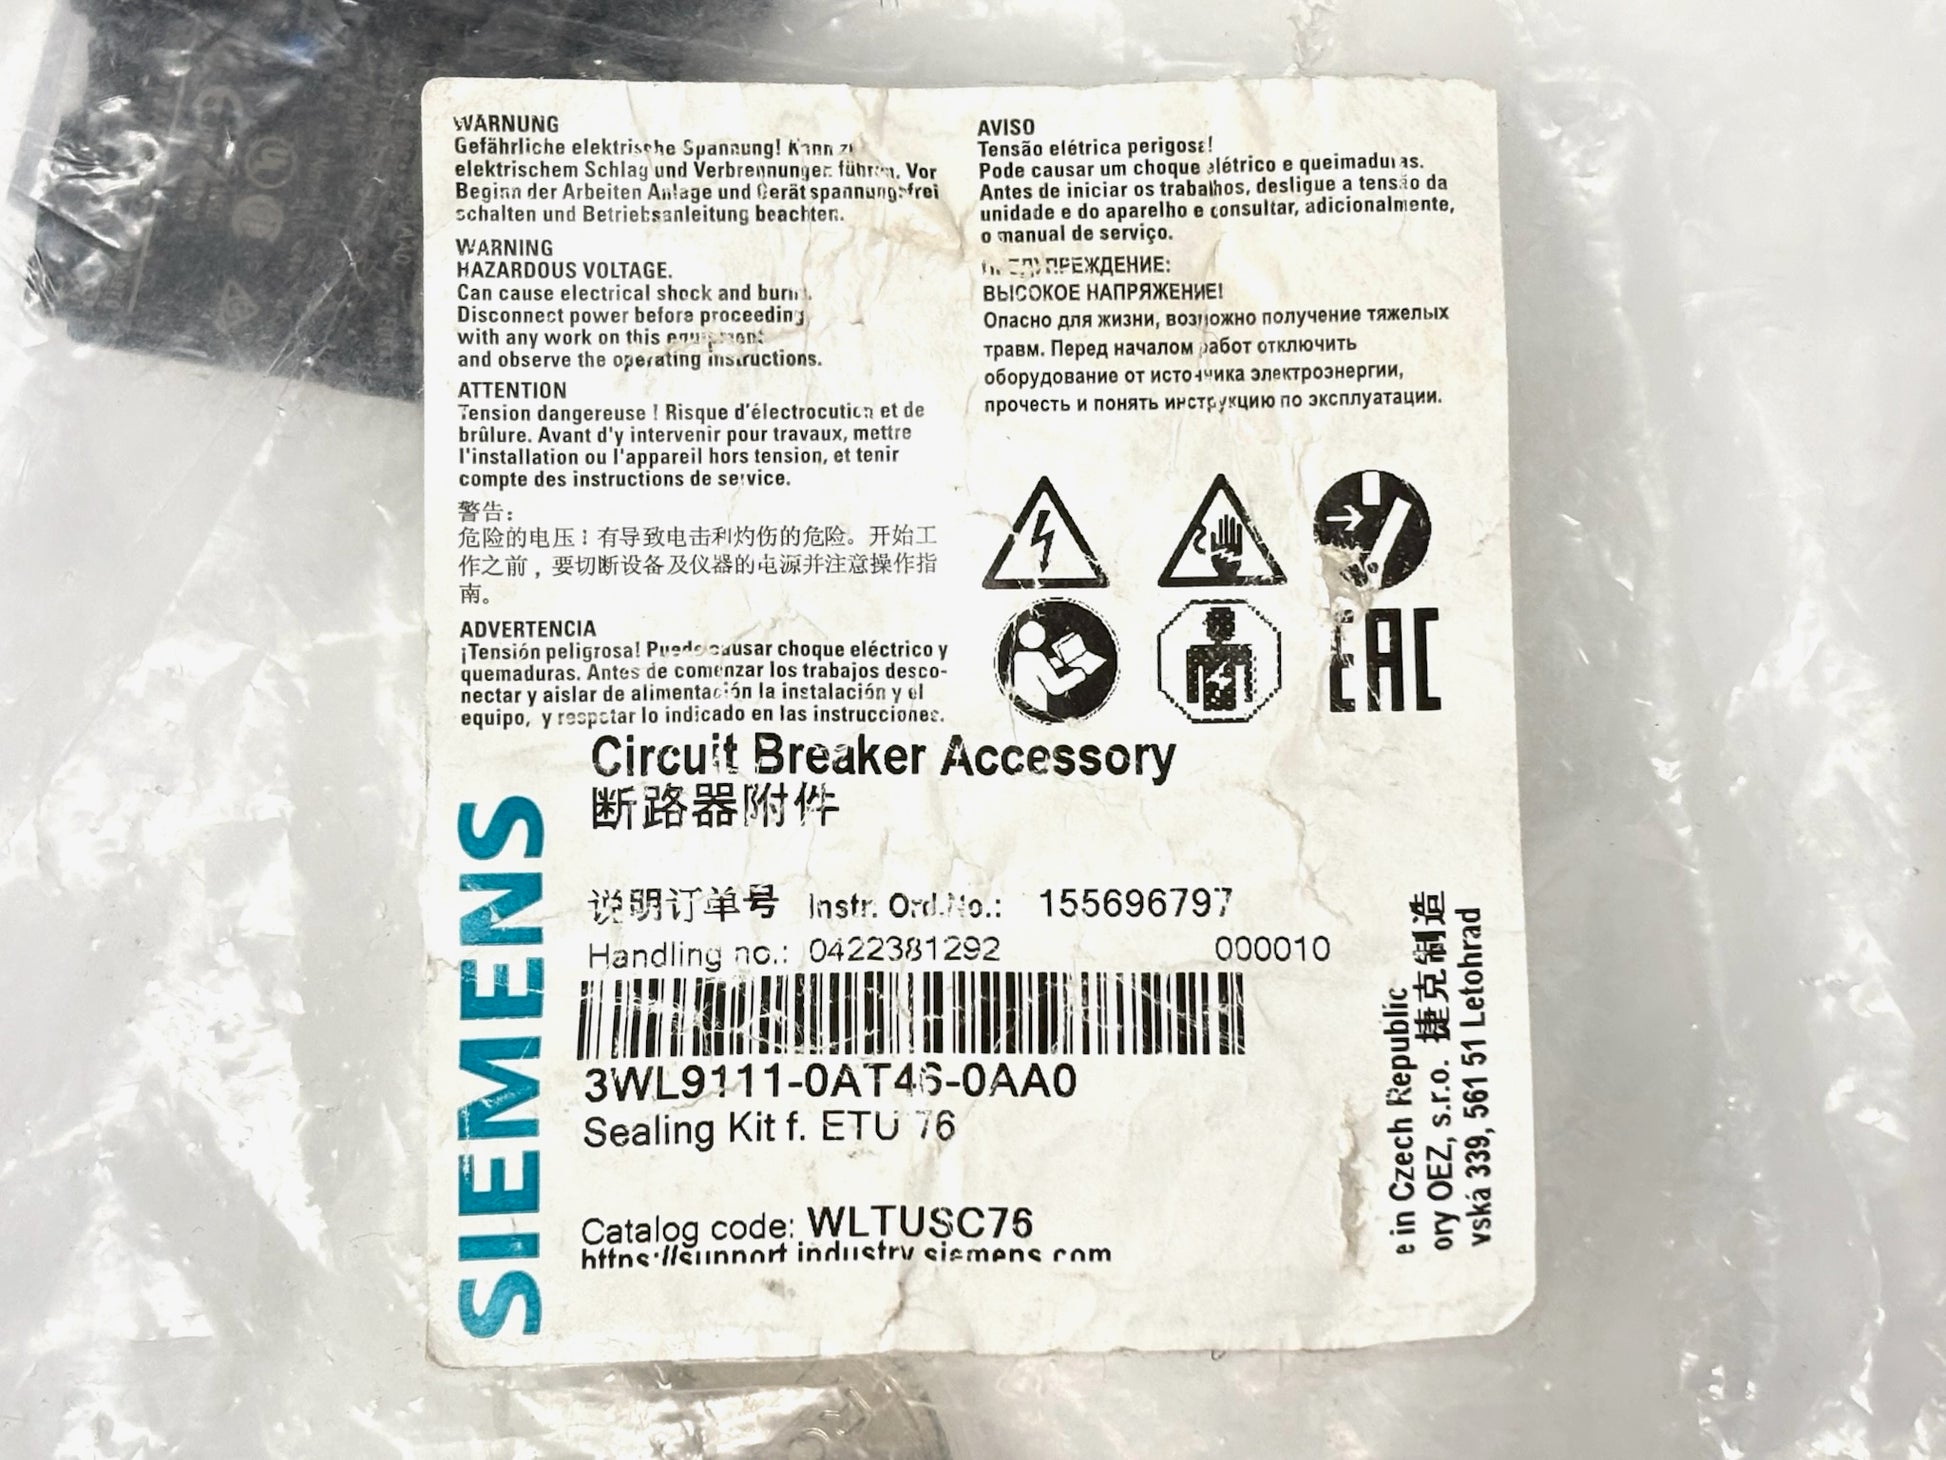 WARNUNG
Gefährliche elektrische Spannung! Kann zu
elektrischem Schlag und Verbrennungen führen. Vor
Beginn der Arbeiten Anlage und Gerät spannungsfrei
schalten und Betriebsanleitung beachten.
WARNING
HAZARDOUS VOLTAGE.
Can cause electrical shock and burns.
Disconnect power before proceeding
with any work on this equipment
and observe the operating instructions.
ATTENTION
Tension dangereuse ! Risque d'électrocution et de
brûlure. Avant d'y intervenir pour travaux, mettre
l'installation ou l'appareil hors tension, et tenir
compte des instructions de service.
警告：
危险的电压：有导致电击利灼伤的危险。开始工
作之前，要切断设备及仪器的电源并注意操作指
南。
ADVERTENCIA
¡Tensión peligrosa! Puede causar choque eléctrico y
quemaduras. Antes de comenzar los trabajos desco-
nectar y aislar de alimentación la instalación y el
equipo, y respetar lo indicado en las instrucciones.
AVISO
Tensão elétrica perigosa!
Pode causar um choque elétrico e queimaduras.
Antes de iniciar os trabalhos, desligue a tensão da
unidade e do aparelho e consultar, adicionalmente,
o manual de serviço.
ПРЕДУПРЕЖДЕНИЕ:
ВЫСОКОЕ НАПРЯЖЕНИЕ!
Опасно для жизни, возможно получение тяжелых
травм. Перед началом работ отключить
оборудование от источника электроэнергии,
прочесть и понять инструкцию по эксплуатации.
EAC
SIEMENS
Circuit Breaker Accessory
断路器附件
说明订单号 Instr. Ord.No.: 155696797
Handling no.: 0422381292 000010
3WL9111-0AT46-0AA0
Sealing Kit f. ETU 76
Catalog code: WLTUSC76
https://support.industry.siemens.com
e in Czech Republic 捷克制造
ory OEZ, s.r.o.
vská 339, 561 51 Letohrad